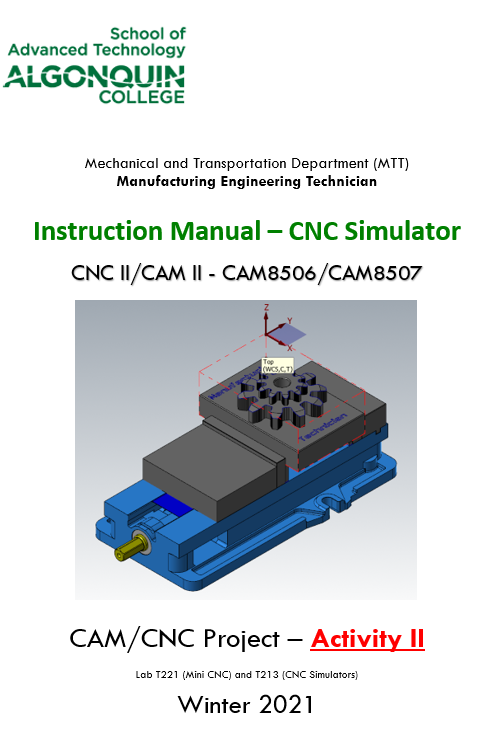 School of
Advanced Technology
ALGONQUIN
COLLEGE
Mechanical and Transportation Department (MTT)
Manufacturing Engineering Technician
Instruction Manual – CNC Simulator
CNC II/CAM II - CAM8506/CAM8507
Z
Y
X
Top
(WCS,C,T)
Manufacturing
Technician
CAM/CNC Project – Activity II
Lab T221 (Mini CNC) and T213 (CNC Simulators)
Winter 2021